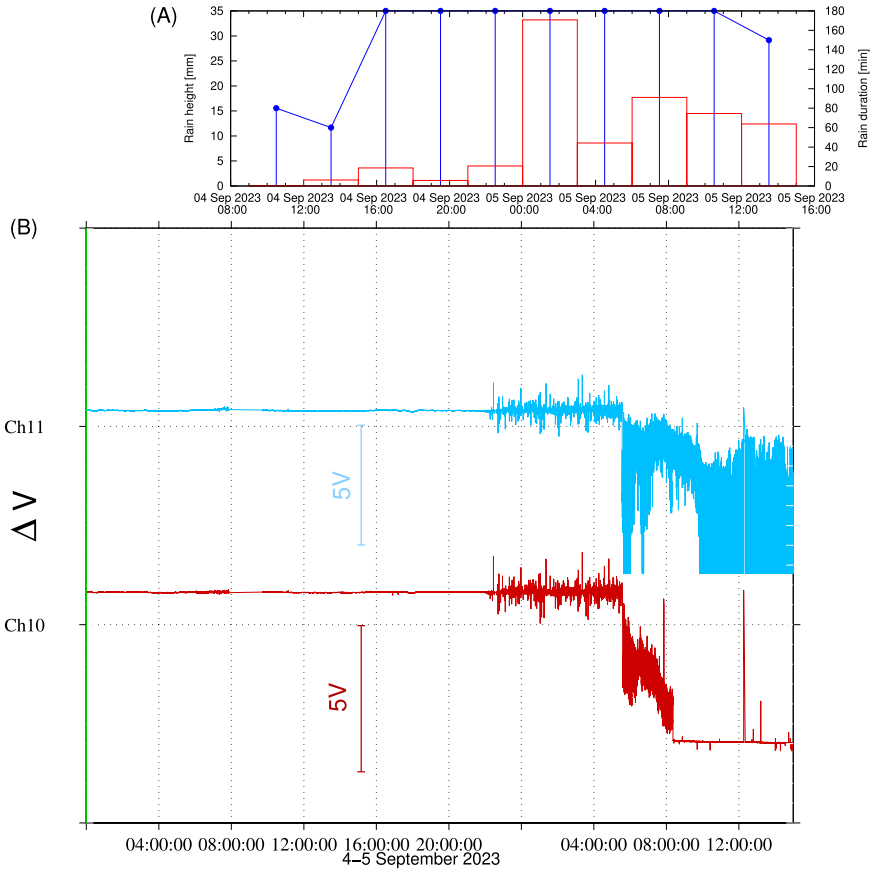 (A)
Rain height [mm]
35
30
25
20
15
10
5
0
180
160
140
120
100
80
60
40
20
0
Rain duration [min]
04 Sep 2023 04 Sep 2023 04 Sep 2023 04 Sep 2023 05 Sep 2023 05 Sep 2023 05 Sep 2023 05 Sep 2023 05 Sep 2023
08:00 12:00 16:00 20:00 00:00 04:00 08:00 12:00 16:00
(B)
Ch11
5V
Δ V
Ch10
5V
04:00:00 08:00:00 12:00:00 16:00:00 20:00:00 04:00:00 08:00:00 12:00:00
4−5 September 2023